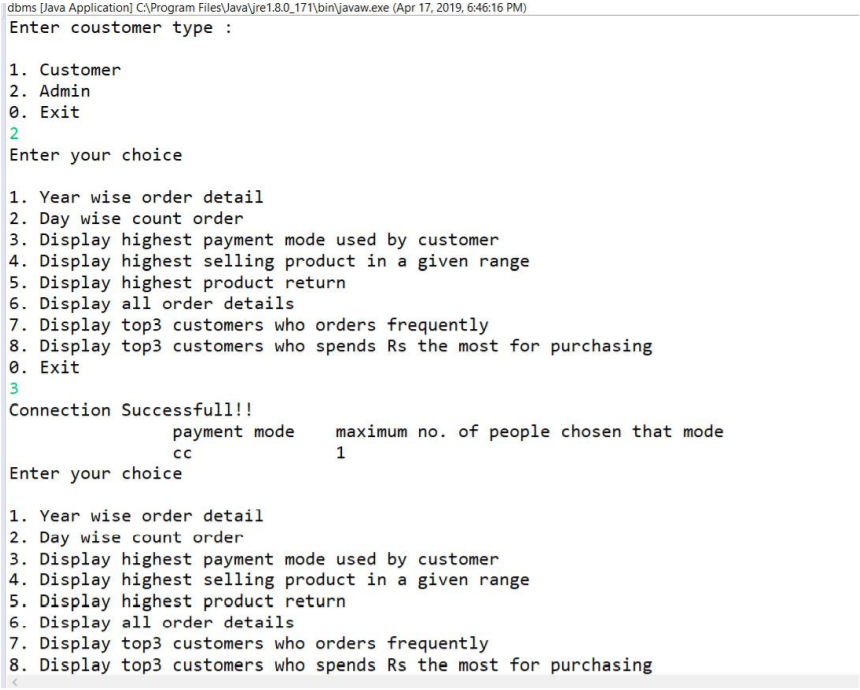 dbms [Java Application] C:\Program Files\Java\jre1.8.0_171\bin\javaw.exe (Apr 17, 2019, 6:46:16 PM)
Enter coustomer type :
1. Customer
2. Admin
0. Exit
2
Enter your choice
1. Year wise order detail
2. Day wise count order
3. Display highest payment mode used by customer
4. Display highest selling product in a given range
5. Display highest product return
6. Display all order details
7. Display top3 customers who orders frequently
8. Display top3 customers who spends Rs the most for purchasing
0. Exit
3
Connection Successfull!!
payment mode    maximum no. of people chosen that mode
cc              1
Enter your choice
1. Year wise order detail
2. Day wise count order
3. Display highest payment mode used by customer
4. Display highest selling product in a given range
5. Display highest product return
6. Display all order details
7. Display top3 customers who orders frequently
8. Display top3 customers who spends Rs the most for purchasing